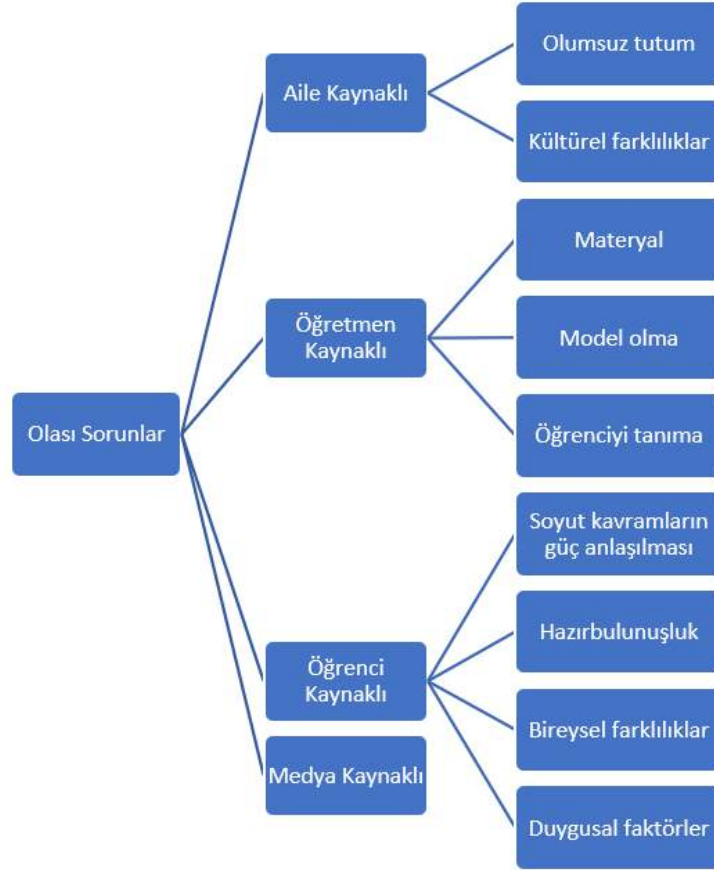 Olası Sorunlar
Aile Kaynaklı
Olumsuz tutum
Kültürel farklılıklar
Öğretmen
Kaynaklı
Materyal
Model olma
Öğrenciyi tanıma
Öğrenci
Kaynaklı
Soyut kavramların
güç anlaşılması
Hazırbulunuşluk
Bireysel farklılıklar
Duygusal faktörler
Medya Kaynaklı